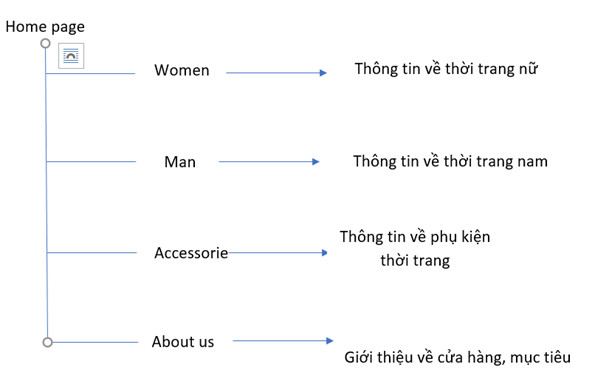 Home page
Women
Thông tin về thời trang nữ
Man
Thông tin về thời trang nam
Accessorie
Thông tin về phụ kiện
thời trang
About us
Giới thiệu về cửa hàng, mục tiêu